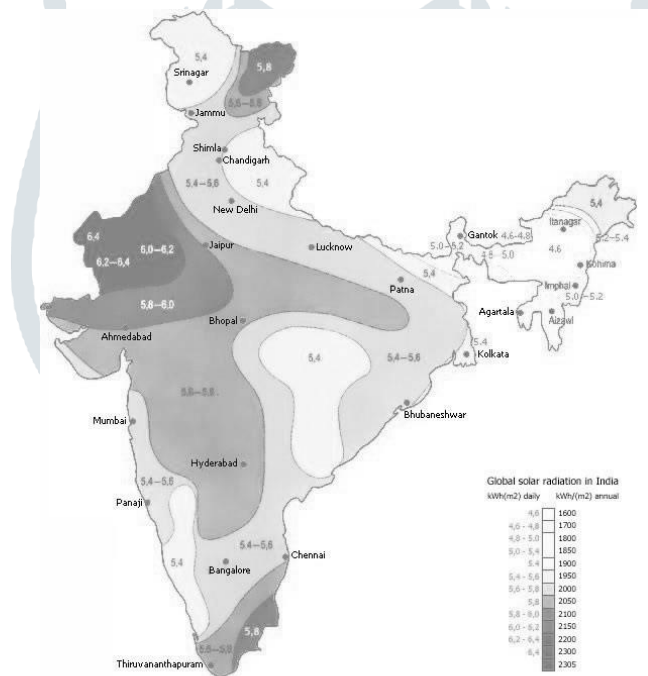 5,4
Srinagar
5,8
5,6–5,8
Jammu
Shimla
Chandigarh
5,4–5,6
5,4
New Delhi
6,4
6,0–6,2
6,2–6,4
Jaipur
Lucknow
5,8–6,0
5,4
Patna
Gantok
4.6-4.8
5.0–5.2
4.8-5.0
5,4
Itanagar
5.2–5.4
4.6
Kohima
Imphal
5.0–5.2
Agartala
Aizawl
Ahmedabad
Bhopal
5,4
5,4–5,6
5.4
Kolkata
5,6–5,8
Mumbai
Bhubaneshwar
Hyderabad
5,4–5,6
Panaji
5,4
5,4–5,6
Chennai
Bangalore
5,8
5,6–5,8
Thiruvananthapuram
Global solar radiation in India
kWh(m2) daily kWh/(m2) annual
4,6 1600
4,6 - 4,8 1700
4,8 - 5.0 1800
5,0 - 5,4 1850
5.4 1900
5,4 - 5,6 1950
5,6 - 5,8 2000
5,8 2050
5,8 - 6,0 2100
6,0 - 6,2 2150
6,2 - 6,4 2200
6,4 2300
2305